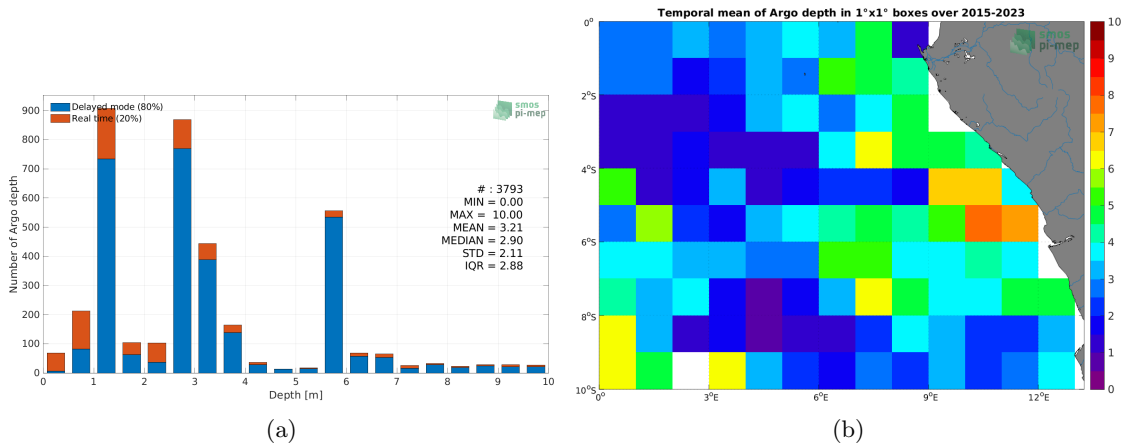 Delayed mode (80%)
Real time (20%)
smos
pi-mep
# : 3793
MIN = 0.00
MAX = 10.00
MEAN = 3.21
MEDIAN = 2.90
STD = 2.11
IQR = 2.88
Number of Argo depth
900
800
700
600
500
400
300
200
100
0
0 1 2 3 4 5 6 7 8 9 10
Depth [m]
(a)
Temporal mean of Argo depth in 1°x1° boxes over 2015-2023
smos
pi-mep
0°
2°S
4°S
6°S
8°S
10°S
0° 3°E 6°E 9°E 12°E
10
9
8
7
6
5
4
3
2
1
0
(b)